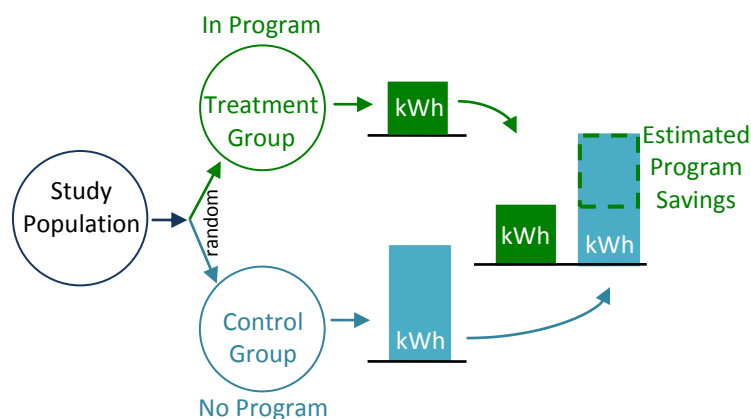 In Program
Treatment
Group
kWh
Study
Population
random
Estimated
Program
Savings
kWh
kWh
Control
Group
kWh
No Program